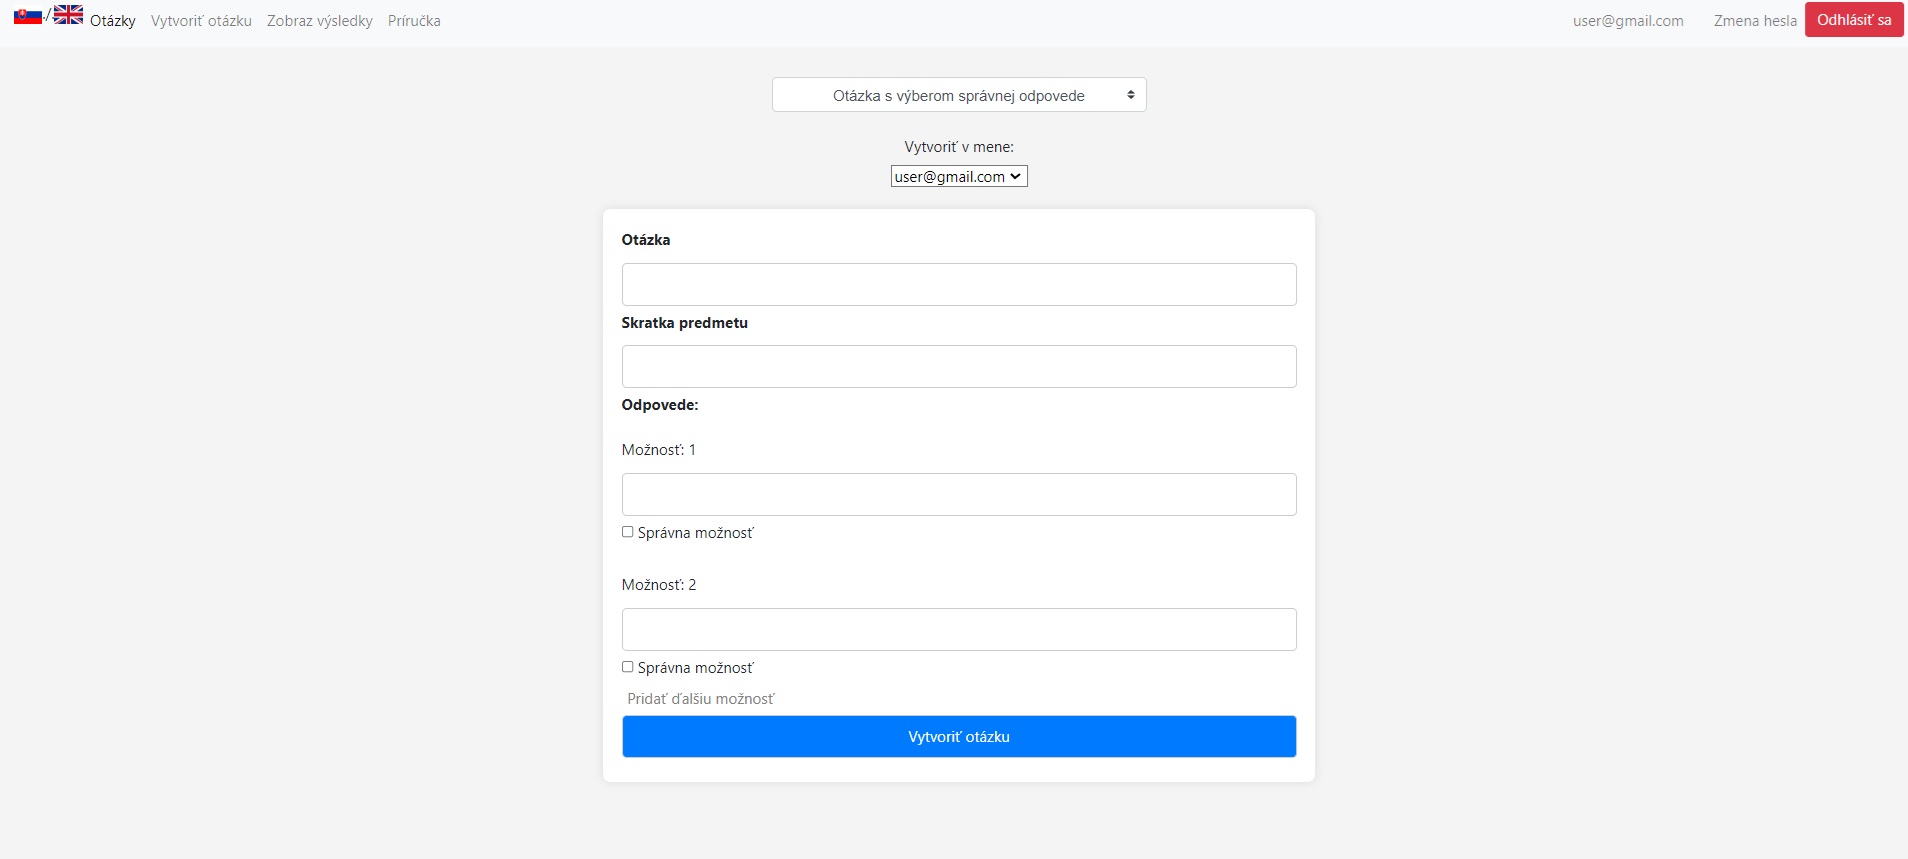 / Otázky Vytvoriť otázku Zobraz výsledky Príručka user@gmail.com Zmena hesla Odhlásiť sa
Otázka s výberom správnej odpovede
Vytvoriť v mene:
user@gmail.com
Otázka
Skratka predmetu
Odpovede:
Možnosť: 1
Správna možnosť
Možnosť: 2
Správna možnosť
Pridať ďalšiu možnosť
Vytvoriť otázku